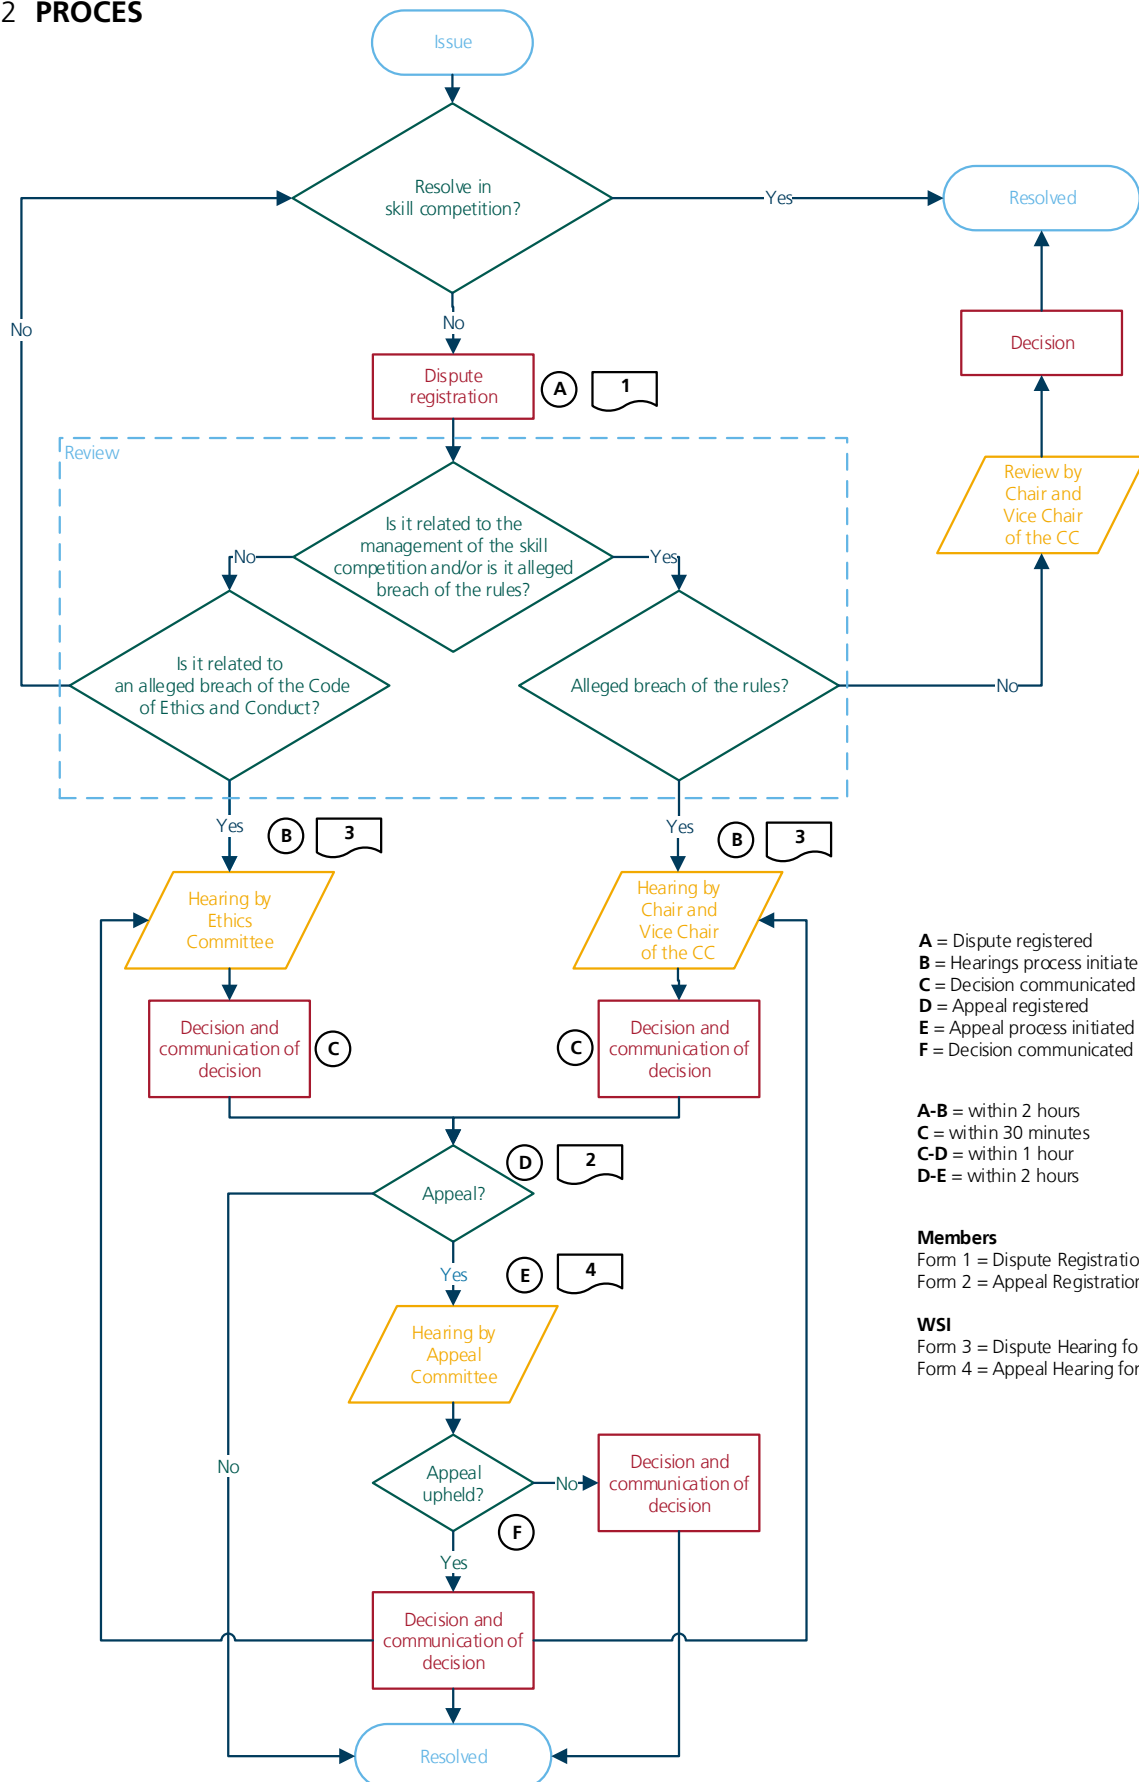 2 PROCES
Issue
Resolve in
skill competition?
Yes
Resolved
No
No
Decision
Dispute
registration
A
1
Review
Review by
Chair and
Vice Chair
of the CC
Is it related to the
management of the skill
competition and/or is it alleged
breach of the rules?
No
Yes
Is it related to
an alleged breach of the Code
of Ethics and Conduct?
Alleged breach of the rules?
No
Yes
B
3
Yes
B
3
Hearing by
Ethics
Committee
Hearing by
Chair and
Vice Chair
of the CC
A = Dispute registered
B = Hearings process initiate
C = Decision communicated
D = Appeal registered
E = Appeal process initiated
F = Decision communicated
Decision and
communication of
decision
C
C
Decision and
communication of
decision
A-B = within 2 hours
C = within 30 minutes
C-D = within 1 hour
D-E = within 2 hours
D
2
Appeal?
Yes
E
4
Members
Form 1 = Dispute Registratio
Form 2 = Appeal Registration
WSI
Form 3 = Dispute Hearing fo
Form 4 = Appeal Hearing for
Hearing by
Appeal
Committee
No
Appeal
upheld?
No
Decision and
communication of
decision
F
Yes
Decision and
communication of
decision
Resolved